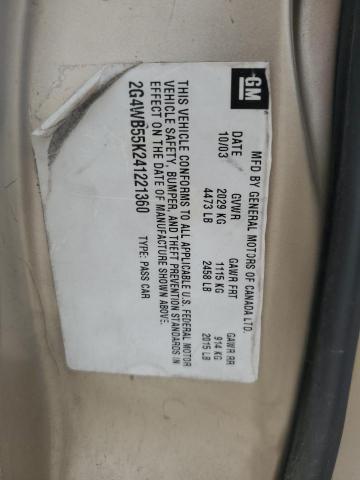 GM
MFD BY GENERAL MOTORS OF CANADA LTD.
DATE GVWR GAWR FRT GAWR RR
10/03 2029 KG 1115 KG 914 KG
4473 LB 2458 LB 2015 LB
THIS VEHICLE CONFORMS TO ALL APPLICABLE U.S. FEDERAL MOTOR
VEHICLE SAFETY, BUMPER, AND THEFT PREVENTION STANDARDS IN
EFFECT ON THE DATE OF MANUFACTURE SHOWN ABOVE.
2G4WB55K241221360 TYPE: PASS CAR